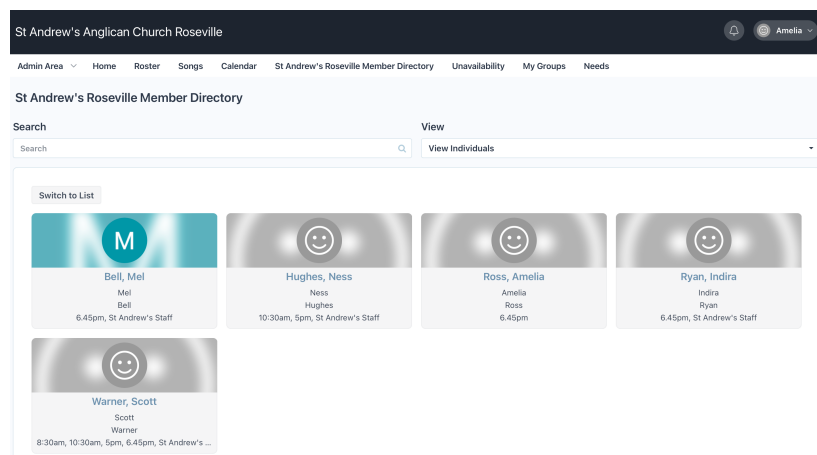 St Andrew's Anglican Church Roseville
Amelia
Admin Area Home Roster Songs Calendar St Andrew's Roseville Member Directory Unavailability My Groups Needs
St Andrew's Roseville Member Directory
Search View
Search View Individuals
Switch to List
M
Bell, Mel
Mel
Bell
6.45pm, St Andrew's Staff
Hughes, Ness
Ness
Hughes
10:30am, 5pm, St Andrew's Staff
Ross, Amelia
Amelia
Ross
6.45pm
Ryan, Indira
Indira
Ryan
6.45pm, St Andrew's Staff
Warner, Scott
Scott
Warner
8:30am, 10:30am, 5pm, 6.45pm, St Andrew's ...